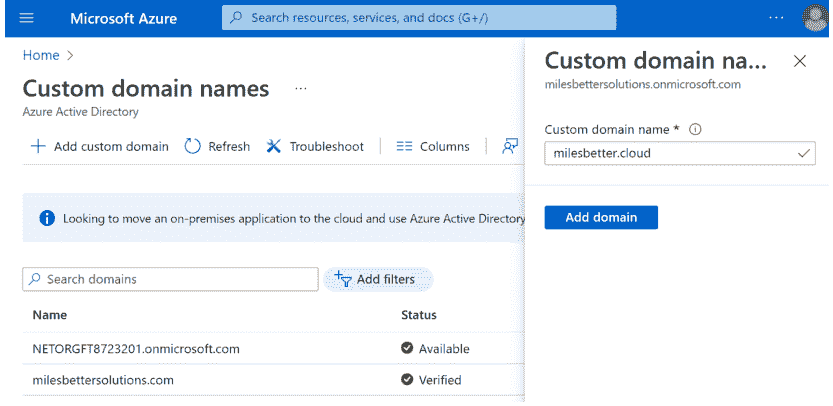 Microsoft Azure
Search resources, services, and docs (G+/)
...
Home >
Custom domain names ...
Azure Active Directory
+ Add custom domain Refresh Troubleshoot Columns
Looking to move an on-premises application to the cloud and use Azure Active Directory
Search domains
Add filters
Name Status
NETORGFT8723201.onmicrosoft.com Available
milesbettersolutions.com Verified
Custom domain na...
milesbettersolutions.onmicrosoft.com
Custom domain name *
milesbetter.cloud
Add domain